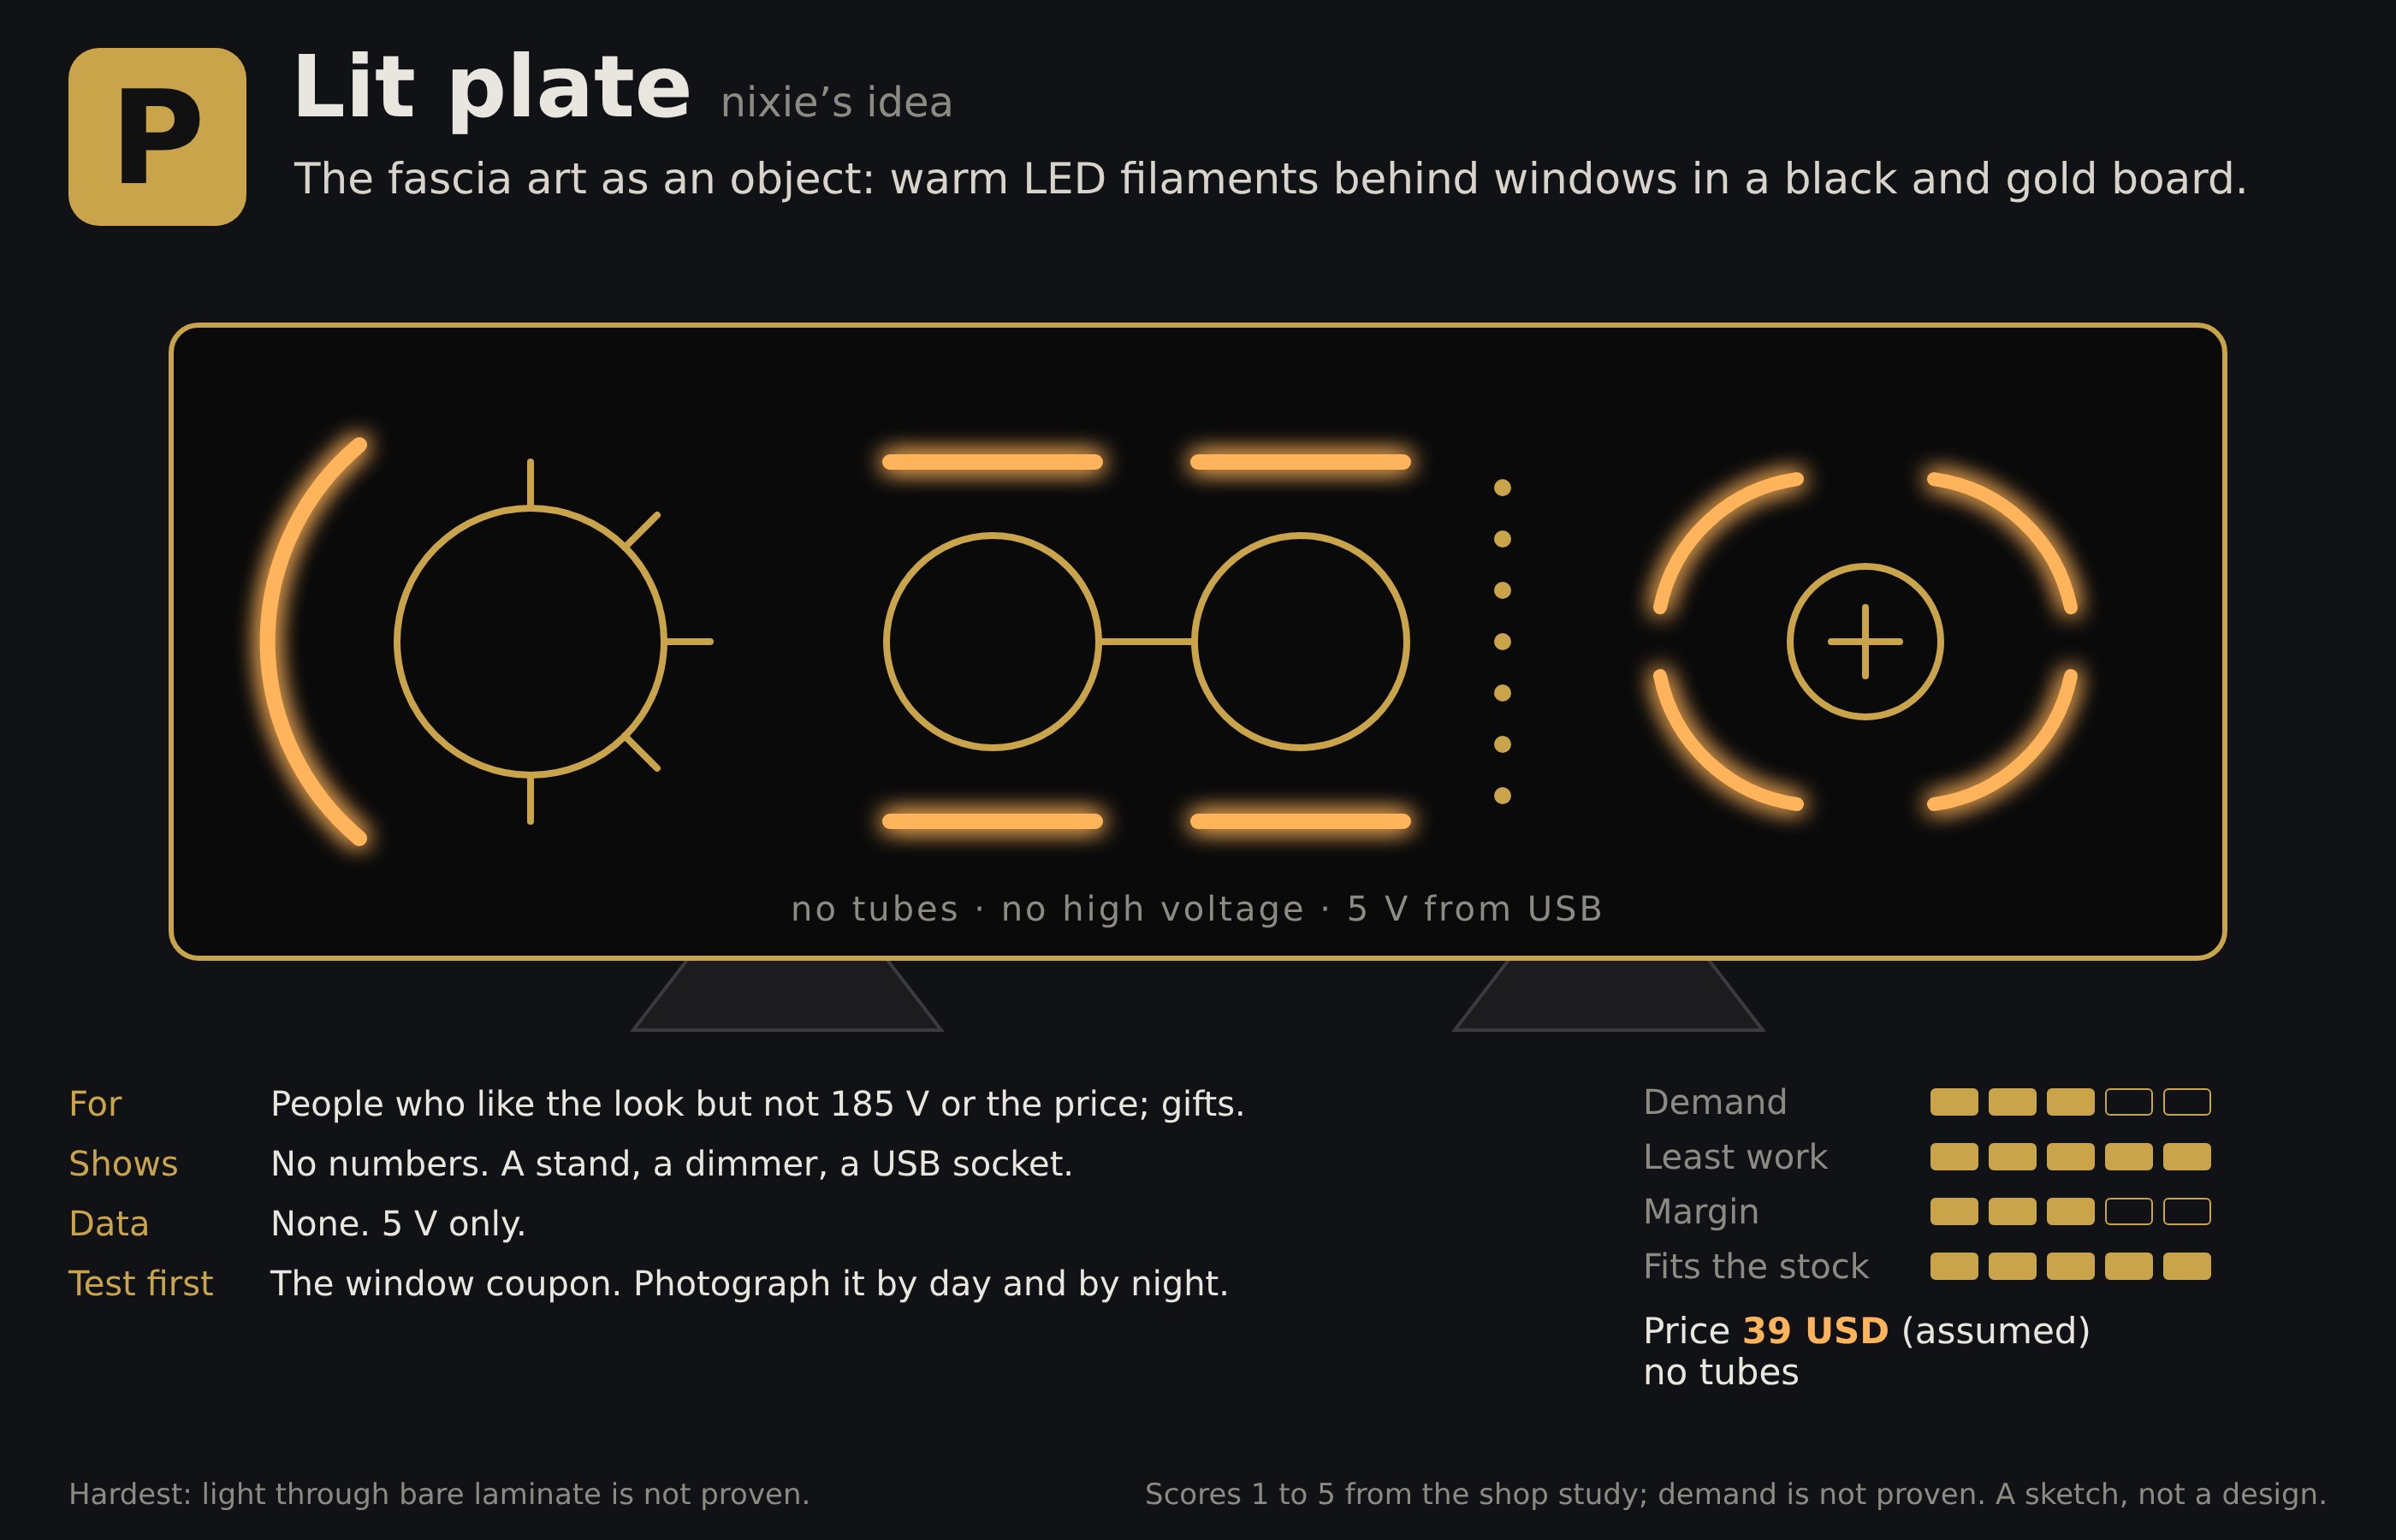 P
Lit plate nixie’s idea
The fascia art as an object: warm LED filaments behind windows in a black and gold board.
no tubes · no high voltage · 5 V from USB
For People who like the look but not 185 V or the price; gifts.
Shows No numbers. A stand, a dimmer, a USB socket.
Data None. 5 V only.
Test first The window coupon. Photograph it by day and by night.
Demand
Least work
Margin
Fits the stock
Price 39 USD (assumed)
no tubes
Hardest: light through bare laminate is not proven.
Scores 1 to 5 from the shop study; demand is not proven. A sketch, not a design.